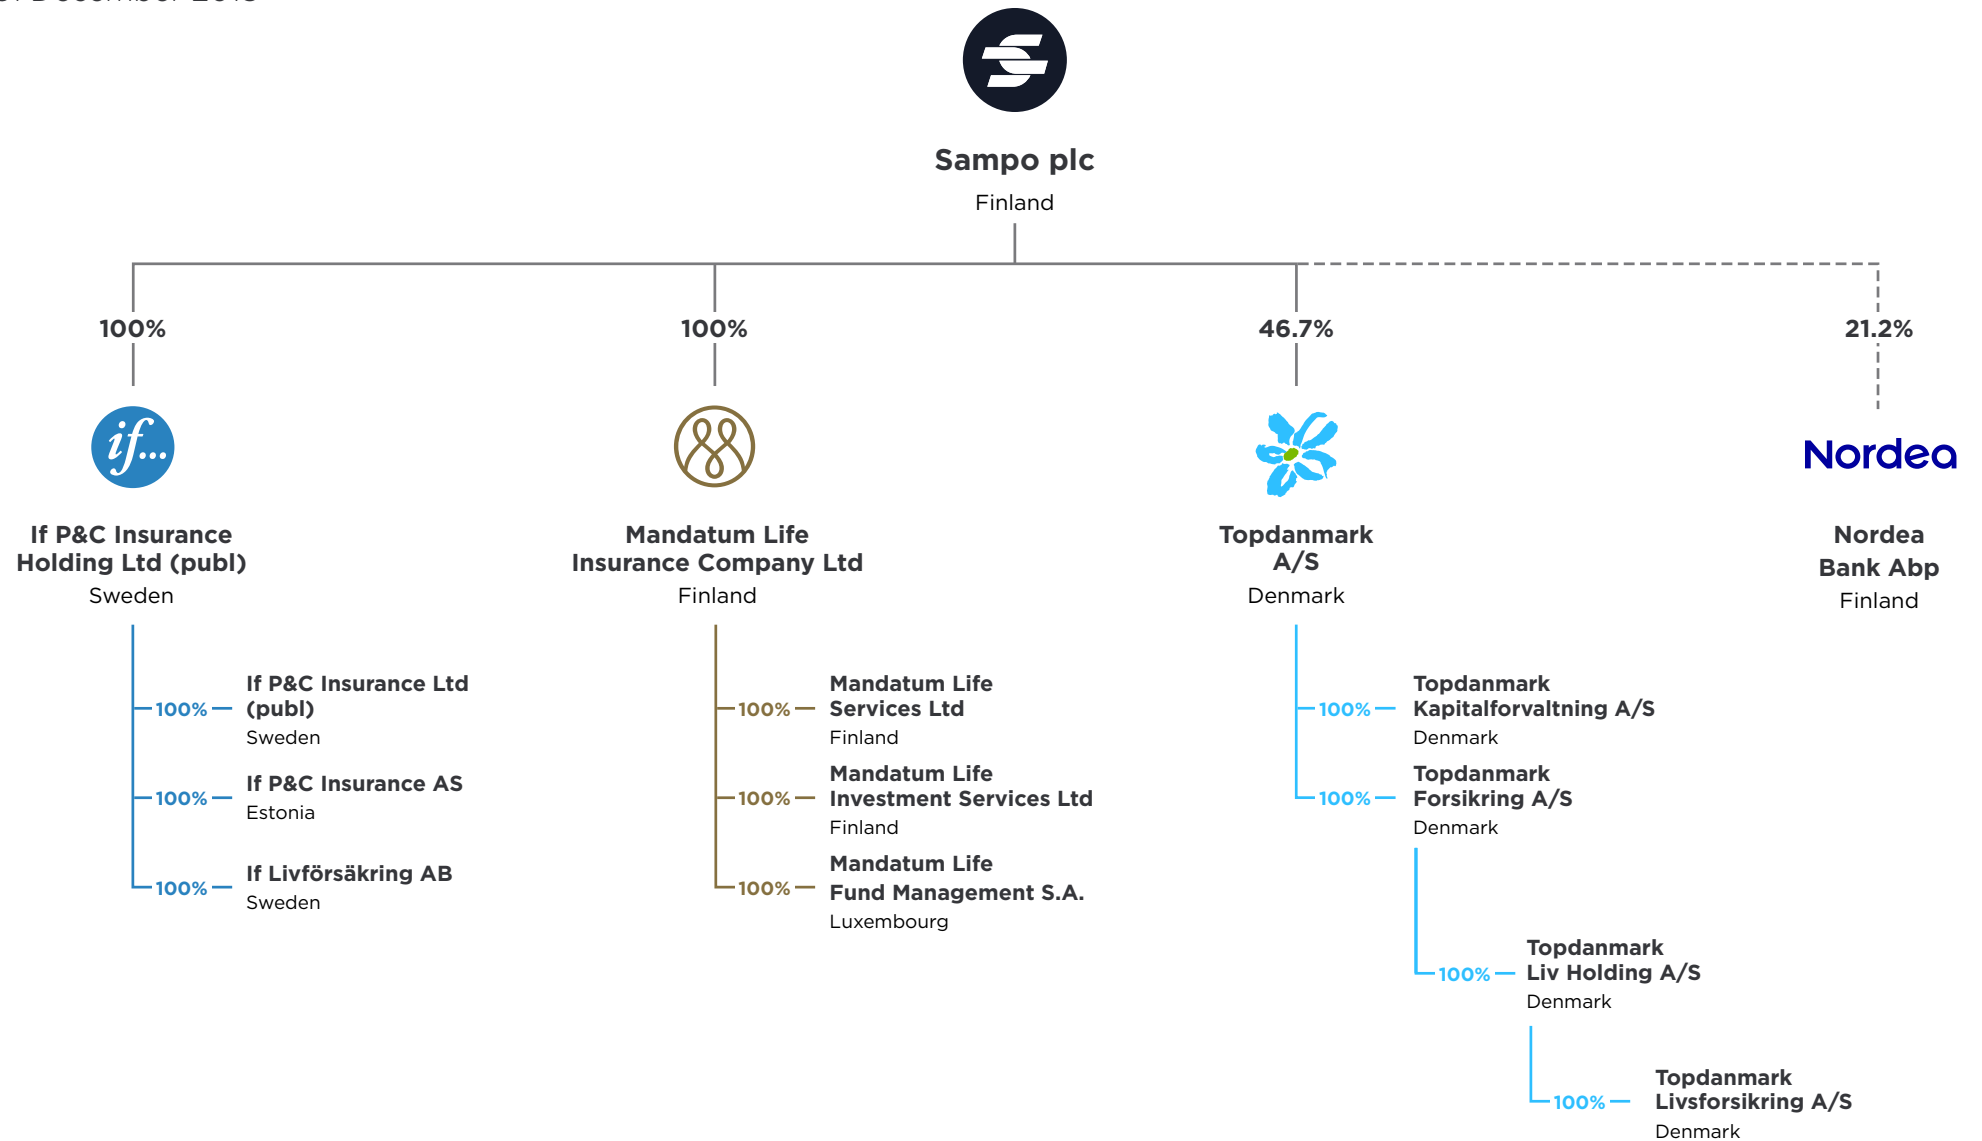 Sampo plc
Finland
100%
100%
46.7%
21.2%
if...
Nordea
If P&C Insurance
Holding Ltd (publ)
Sweden
Mandatum Life
Insurance Company Ltd
Finland
Topdanmark
A/S
Denmark
Nordea
Bank Abp
Finland
100%
If P&C Insurance Ltd
(publ)
Sweden
100%
If P&C Insurance AS
Estonia
100%
If Livförsäkring AB
Sweden
100%
Mandatum Life
Services Ltd
Finland
100%
Mandatum Life
Investment Services Ltd
Finland
100%
Mandatum Life
Fund Management S.A.
Luxembourg
100%
Topdanmark
Kapitalforvaltning A/S
Denmark
100%
Topdanmark
Forsikring A/S
Denmark
100%
Topdanmark
Liv Holding A/S
Denmark
100%
Topdanmark
Livsforsikring A/S
Denmark